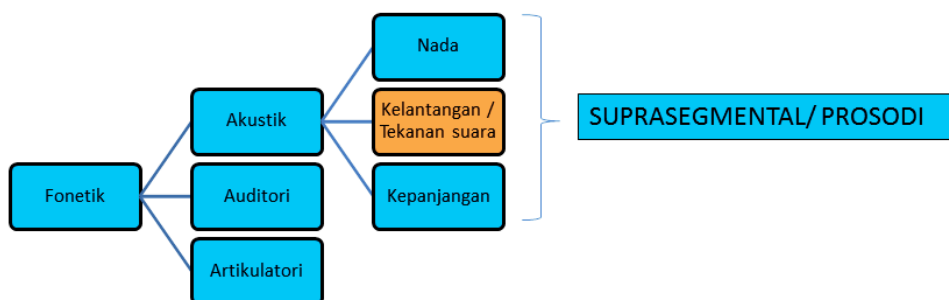 Nada
Akustik
Kelantangan /
Tekanan suara
SUPRASEGMENTAL/ PROSODI
Fonetik
Auditori
Kepanjangan
Artikulatori